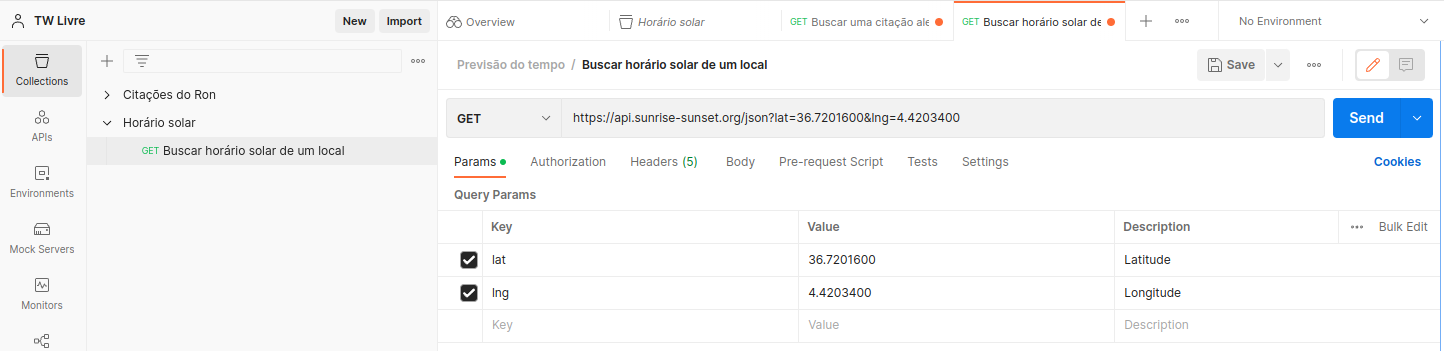 TW Livre New Import Overview Horário solar GET Buscar uma citação ale GET Buscar horário solar de No Environment
Collections
Citações do Ron
Horário solar
GET Buscar horário solar de um local
APIs
Environments
Mock Servers
Monitors
Previsão do tempo / Buscar horário solar de um local Save
GET https://api.sunrise-sunset.org/json?lat=36.7201600&lng=4.4203400 Send
Params Authorization Headers (5) Body Pre-request Script Tests Settings Cookies
Query Params
Key Value Description Bulk Edit
lat 36.7201600 Latitude
lng 4.4203400 Longitude
Key Value Description